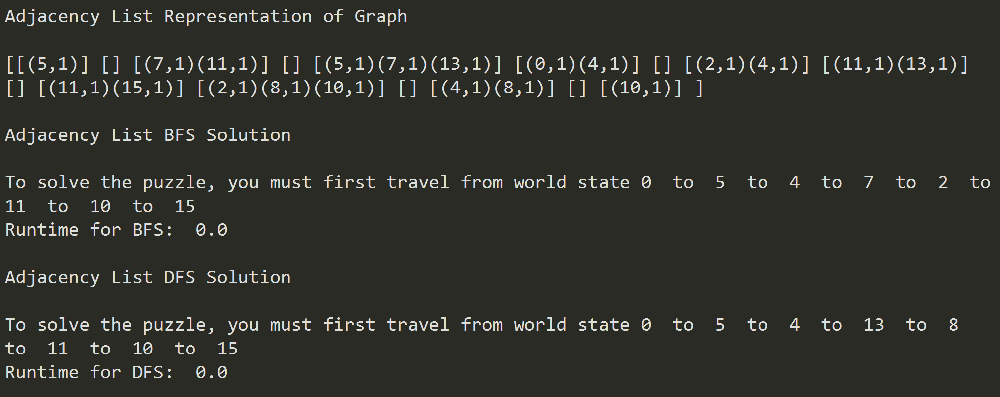 Adjacency List Representation of Graph
[[(5,1)] [] [(7,1)(11,1)] [] [(5,1)(7,1)(13,1)] [(0,1)(4,1)] [] [(2,1)(4,1)] [(11,1)(13,1)]
[] [(11,1)(15,1)] [(2,1)(8,1)(10,1)] [] [(4,1)(8,1)] [] [(10,1)] ]
Adjacency List BFS Solution
To solve the puzzle, you must first travel from world state 0  to  5  to  4  to  7  to  2  to
11  to  10  to  15
Runtime for BFS:  0.0
Adjacency List DFS Solution
To solve the puzzle, you must first travel from world state 0  to  5  to  4  to  13  to  8
to  11  to  10  to  15
Runtime for DFS:  0.0